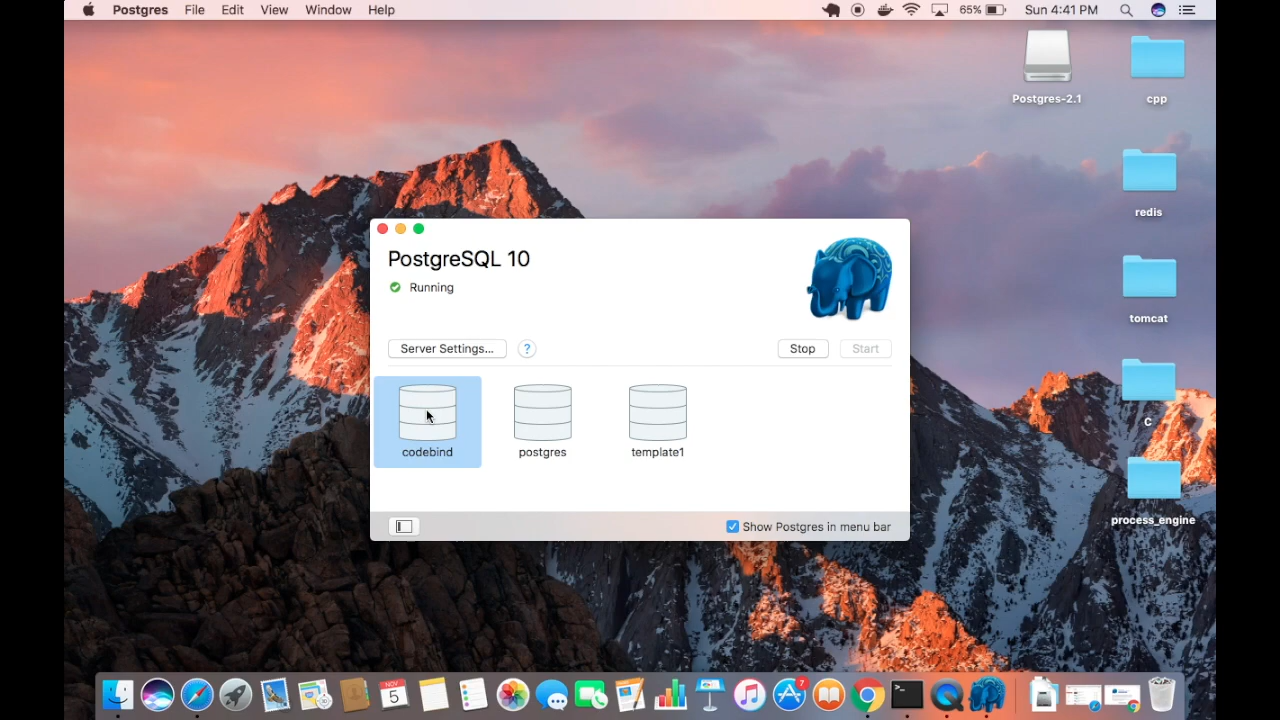 Postgres File Edit View Window Help 65% Sun 4:41 PM
Postgres-2.1
cpp
redis
tomcat
C
process_engine
PostgreSQL 10
Running
Server Settings... ? Stop Start
codebind postgres template1
Show Postgres in menu bar
NOV
5
7
>_